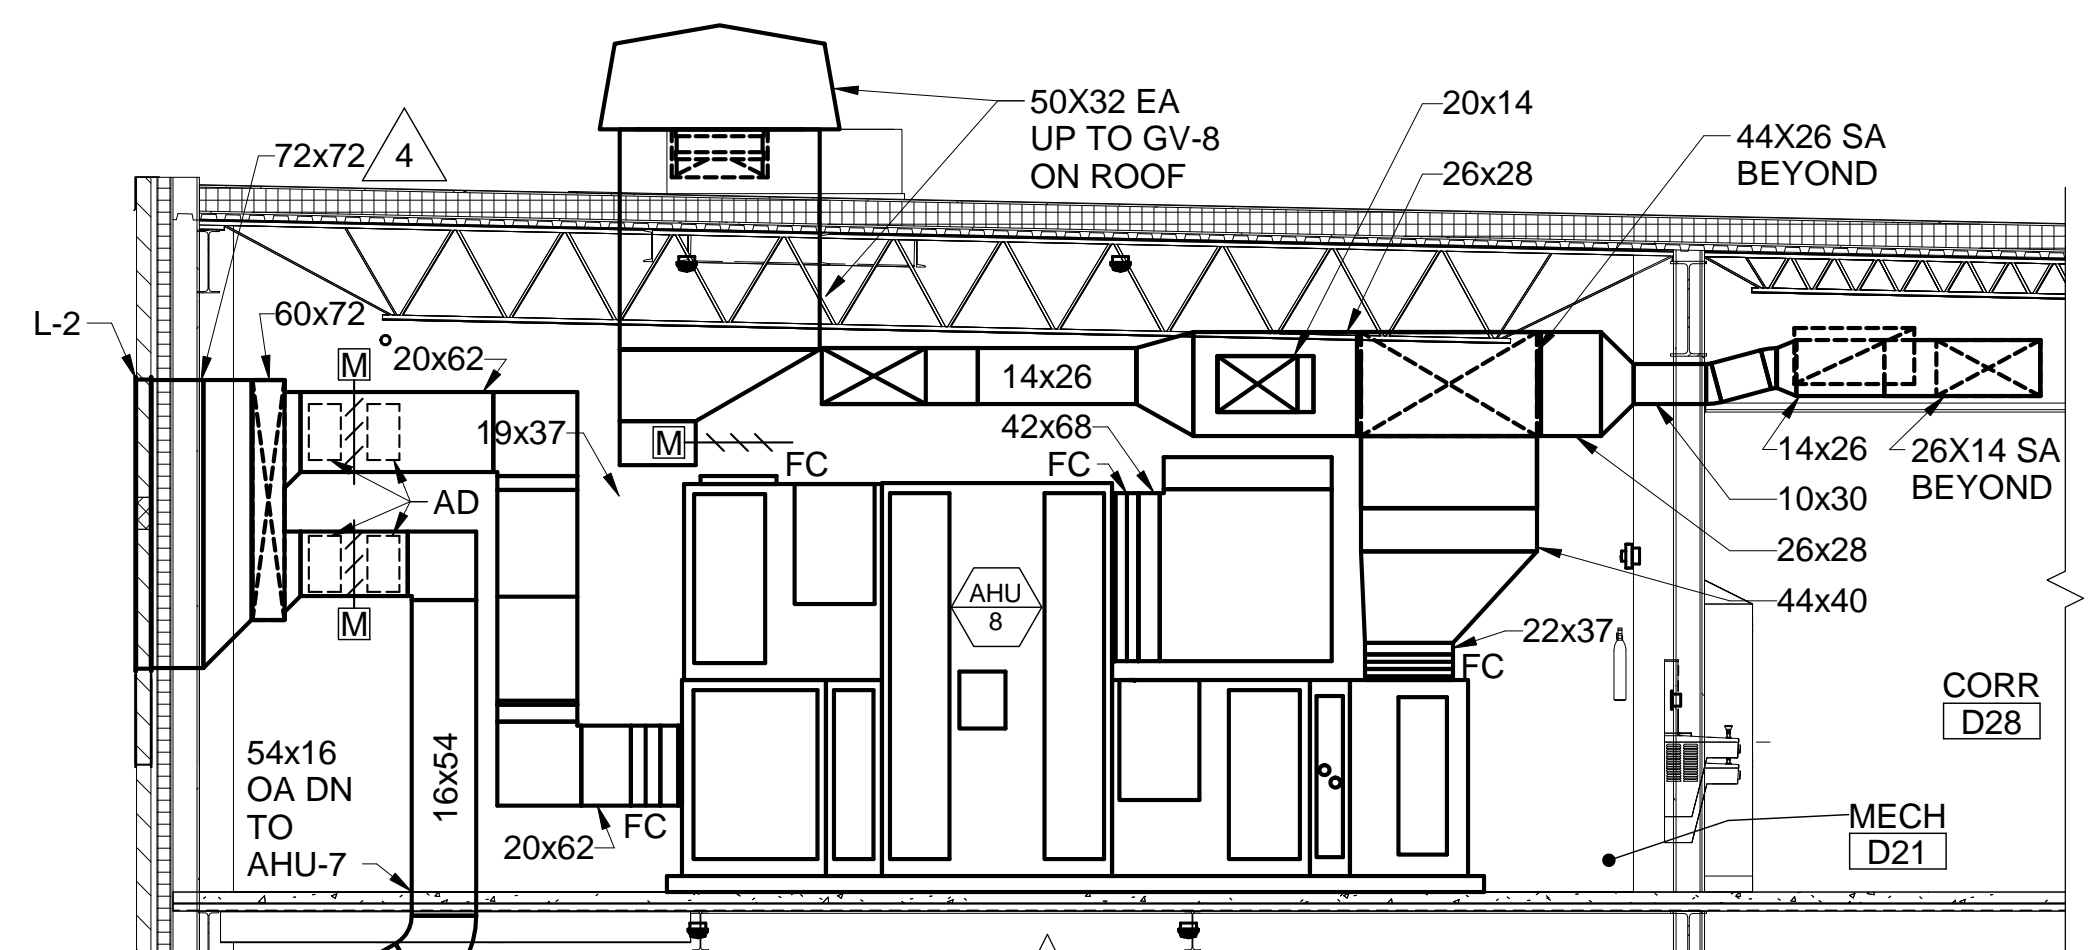 50X32 EA
UP TO GV-8
ON ROOF
20x14
26x28
44X26 SA
BEYOND
72x72
4
L-2
60x72
M
20x62
14x26
19x37
M
FC
42x68
FC
14x26
26X14 SA
BEYOND
10x30
26x28
44x40
AD
M
AHU
8
22x37
FC
CORR
D28
54x16
OA DN
TO
AHU-7
16x54
20x62
FC
MECH
D21